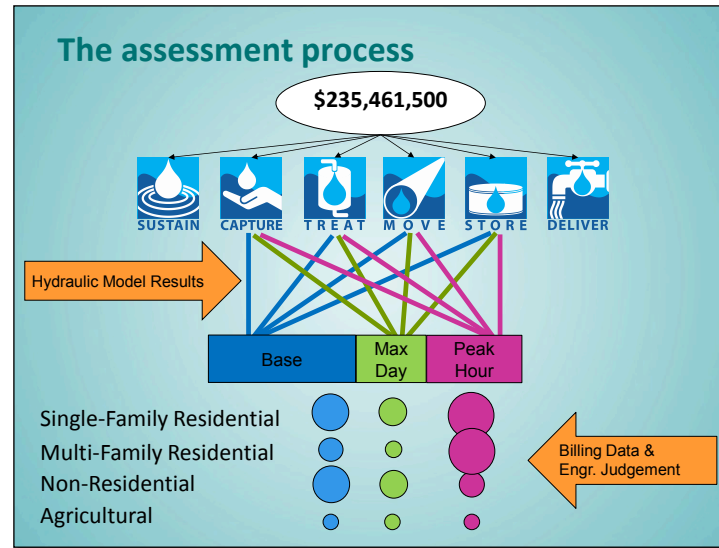 The assessment process
$235,461,500
SUSTAIN CAPTURE TREAT MOVE STORE DELIVER
Hydraulic Model Results
Base
Max
Day
Peak
Hour
Single-Family Residential
Multi-Family Residential
Non-Residential
Agricultural
Billing Data &
Engr. Judgement